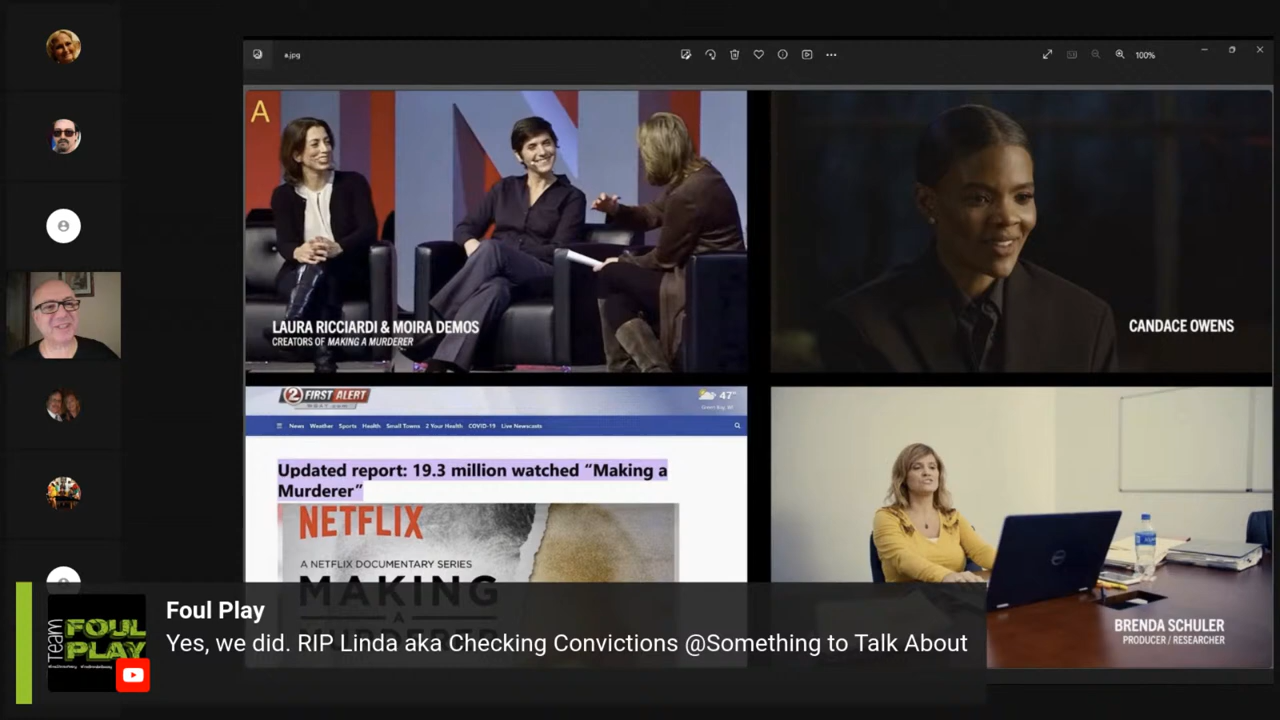 a.jpg
100%
A
LAURA RICCIARDI & MOIRA DEMOS
CREATORS OF MAKING A MURDERER
CANDACE OWENS
2 FIRST ALERT
47°
News Weather Sports Health Small Towns 2 Your Health COVID-19 Live Newscasts
Updated report: 19.3 million watched “Making a
Murderer”
NETFLIX
A NETFLIX DOCUMENTARY SERIES
MAKING
A
MURDERER
BRENDA SCHULER
PRODUCER / RESEARCHER
TEAM
FOUL
PLAY
Foul Play
Yes, we did. RIP Linda aka Checking Convictions @Something to Talk About